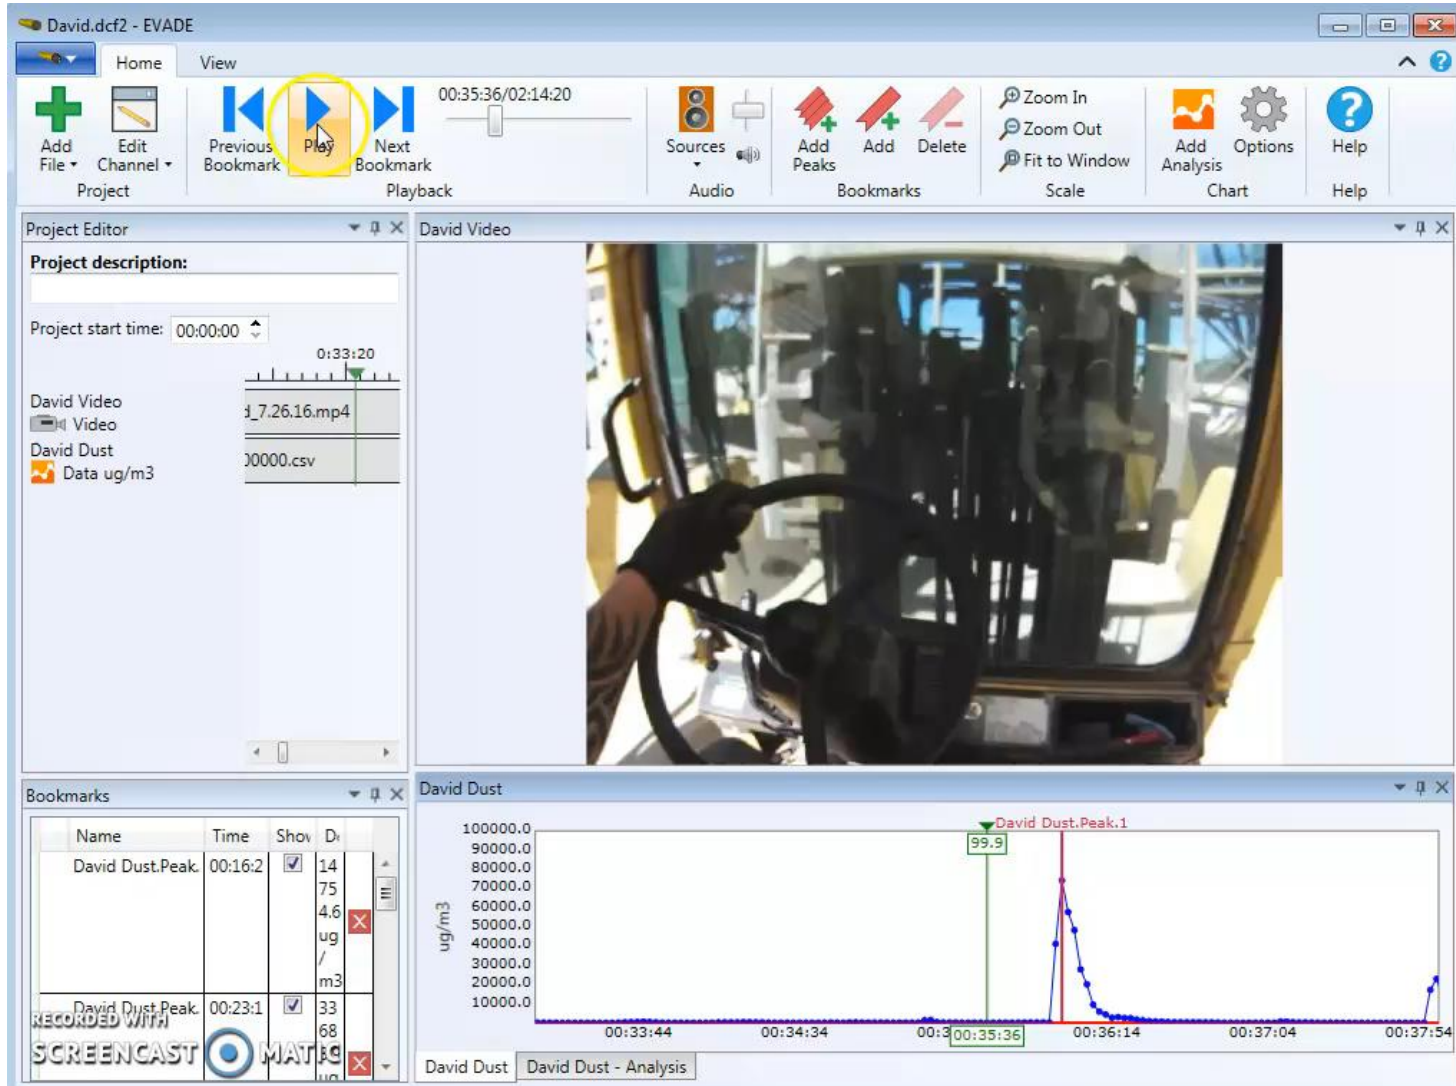 David.dcf2 - EVADE
Home View
Add File
Edit Channel
Project
Previous Bookmark
Play
Next Bookmark
00:35:36/02:14:20
Playback
Sources
Audio
Add Peaks
Add
Delete
Bookmarks
Zoom In
Zoom Out
Fit to Window
Scale
Add Analysis
Options
Chart
Help
Help
Project Editor
Project description:
Project start time: 00:00:00
0:33:20
David Video
Video
d_7.26.16.mp4
David Dust
Data ug/m3
00000.csv
David Video
Bookmarks
Name Time Show De
David Dust.Peak. 00:16:2 14
75
4.6
ug
/
m3
David Dust.Peak. 00:23:1 33
68
ug
RECORDED WITH
SCREENCAST MATIC
David Dust
David Dust.Peak.1
99.9
100000.0
90000.0
80000.0
70000.0
60000.0
50000.0
40000.0
30000.0
20000.0
10000.0
ug/m3
00:33:44 00:34:34 00:3 00:35:36 00:36:14 00:37:04 00:37:54
David Dust David Dust - Analysis